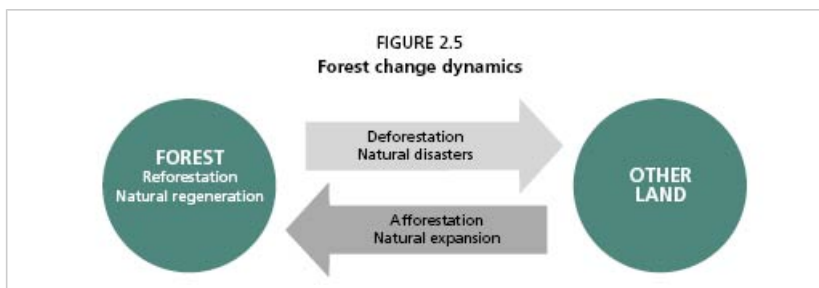 FIGURE 2.5
Forest change dynamics
FOREST
Reforestation
Natural regeneration
Deforestation
Natural disasters
Afforestation
Natural expansion
OTHER
LAND